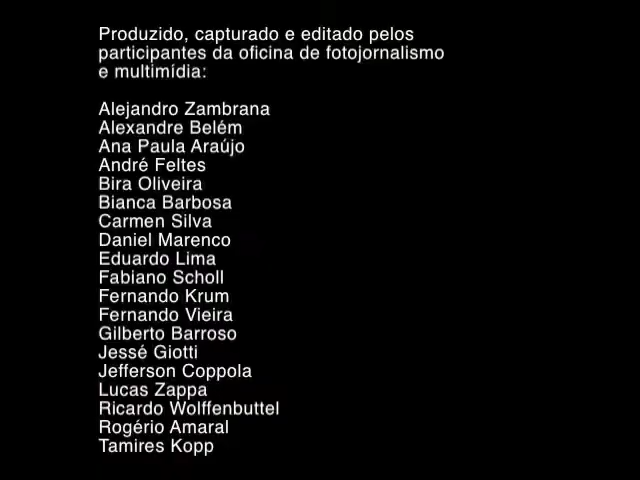 Produzido, capturado e editado pelos
participantes da oficina de fotojornalismo
e multimídia:
Alejandro Zambrana
Alexandre Belém
Ana Paula Araújo
André Feltes
Bira Oliveira
Bianca Barbosa
Carmen Silva
Daniel Marenco
Eduardo Lima
Fabiano Scholl
Fernando Krum
Fernando Vieira
Gilberto Barroso
Jessé Giotti
Jefferson Coppola
Lucas Zappa
Ricardo Wolffenbuttel
Rogério Amaral
Tamires Kopp